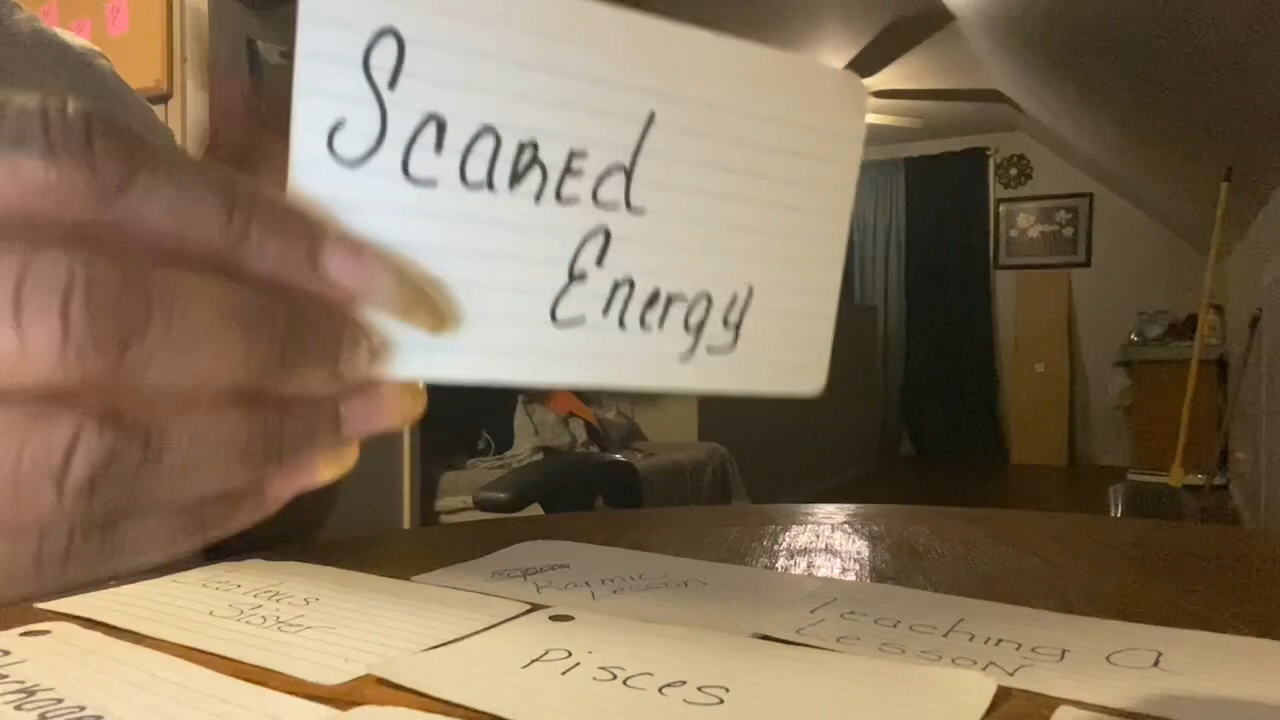 Scared
Energy
Jealous
Sister
Karmic
Lesson
Teaching a
Lesson
Pisces